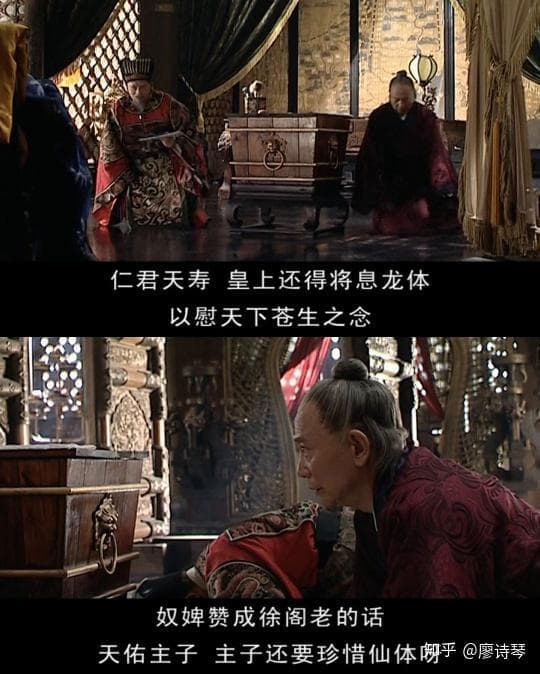 仁君天寿 皇上还得将息龙体
以慰天下苍生之念
奴婢赞成徐阁老的话
天佑主子 主子还要珍惜仙体呀
知乎 @廖诗琴